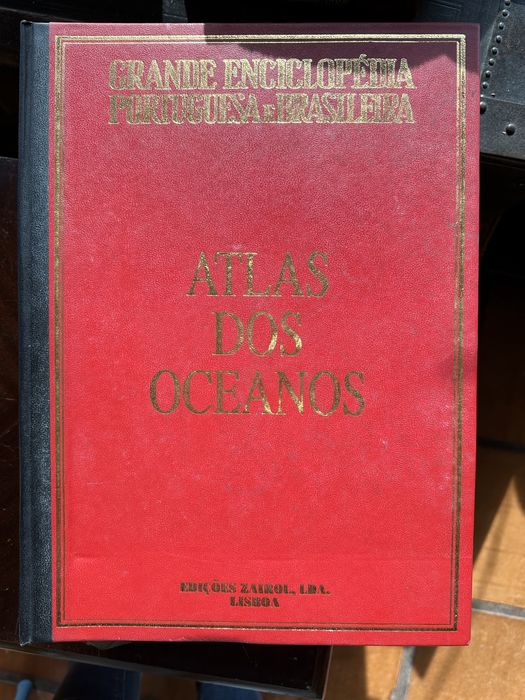 GRANDE ENCICLOPÉDIA
PORTUGUESA E BRASILEIRA
ATLAS
DOS
OCEANOS
EDIÇÕES ZAIROL, LDA.
LISBOA